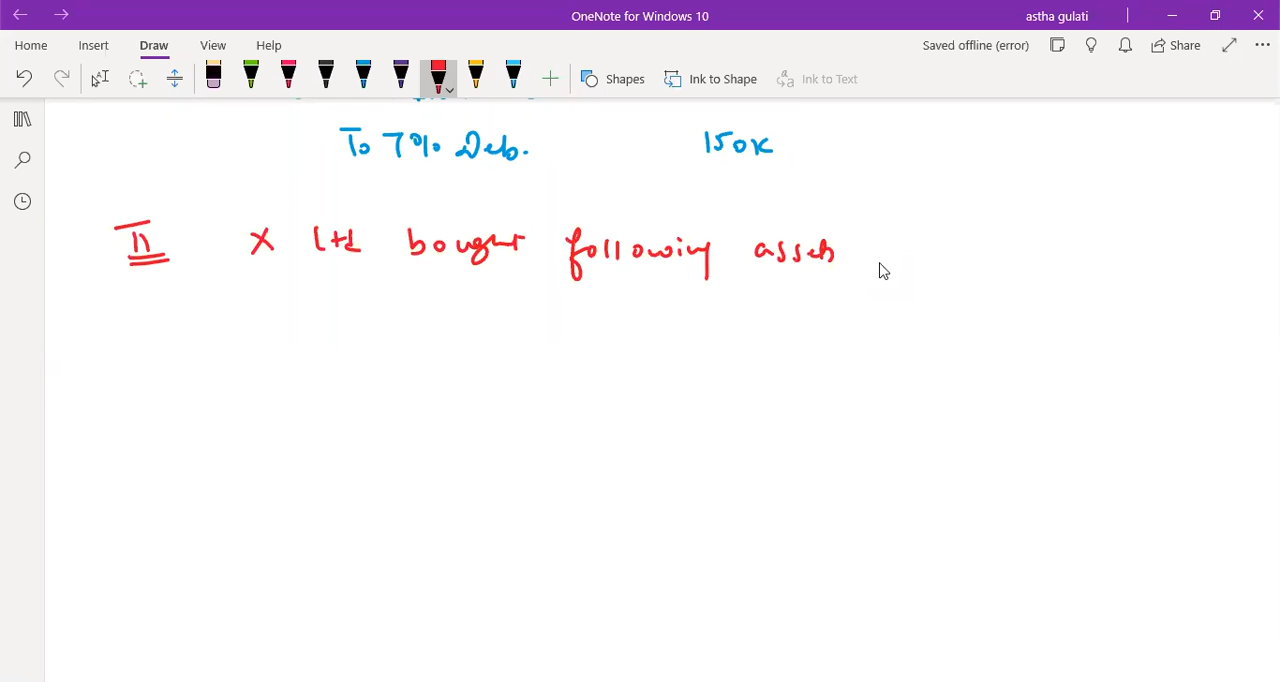 OneNote for Windows 10
astha gulati
Home Insert Draw View Help
Saved offline (error) Share
Shapes Ink to Shape Ink to Text
To 7% Deb. 150K
II X Ltd bought following assets